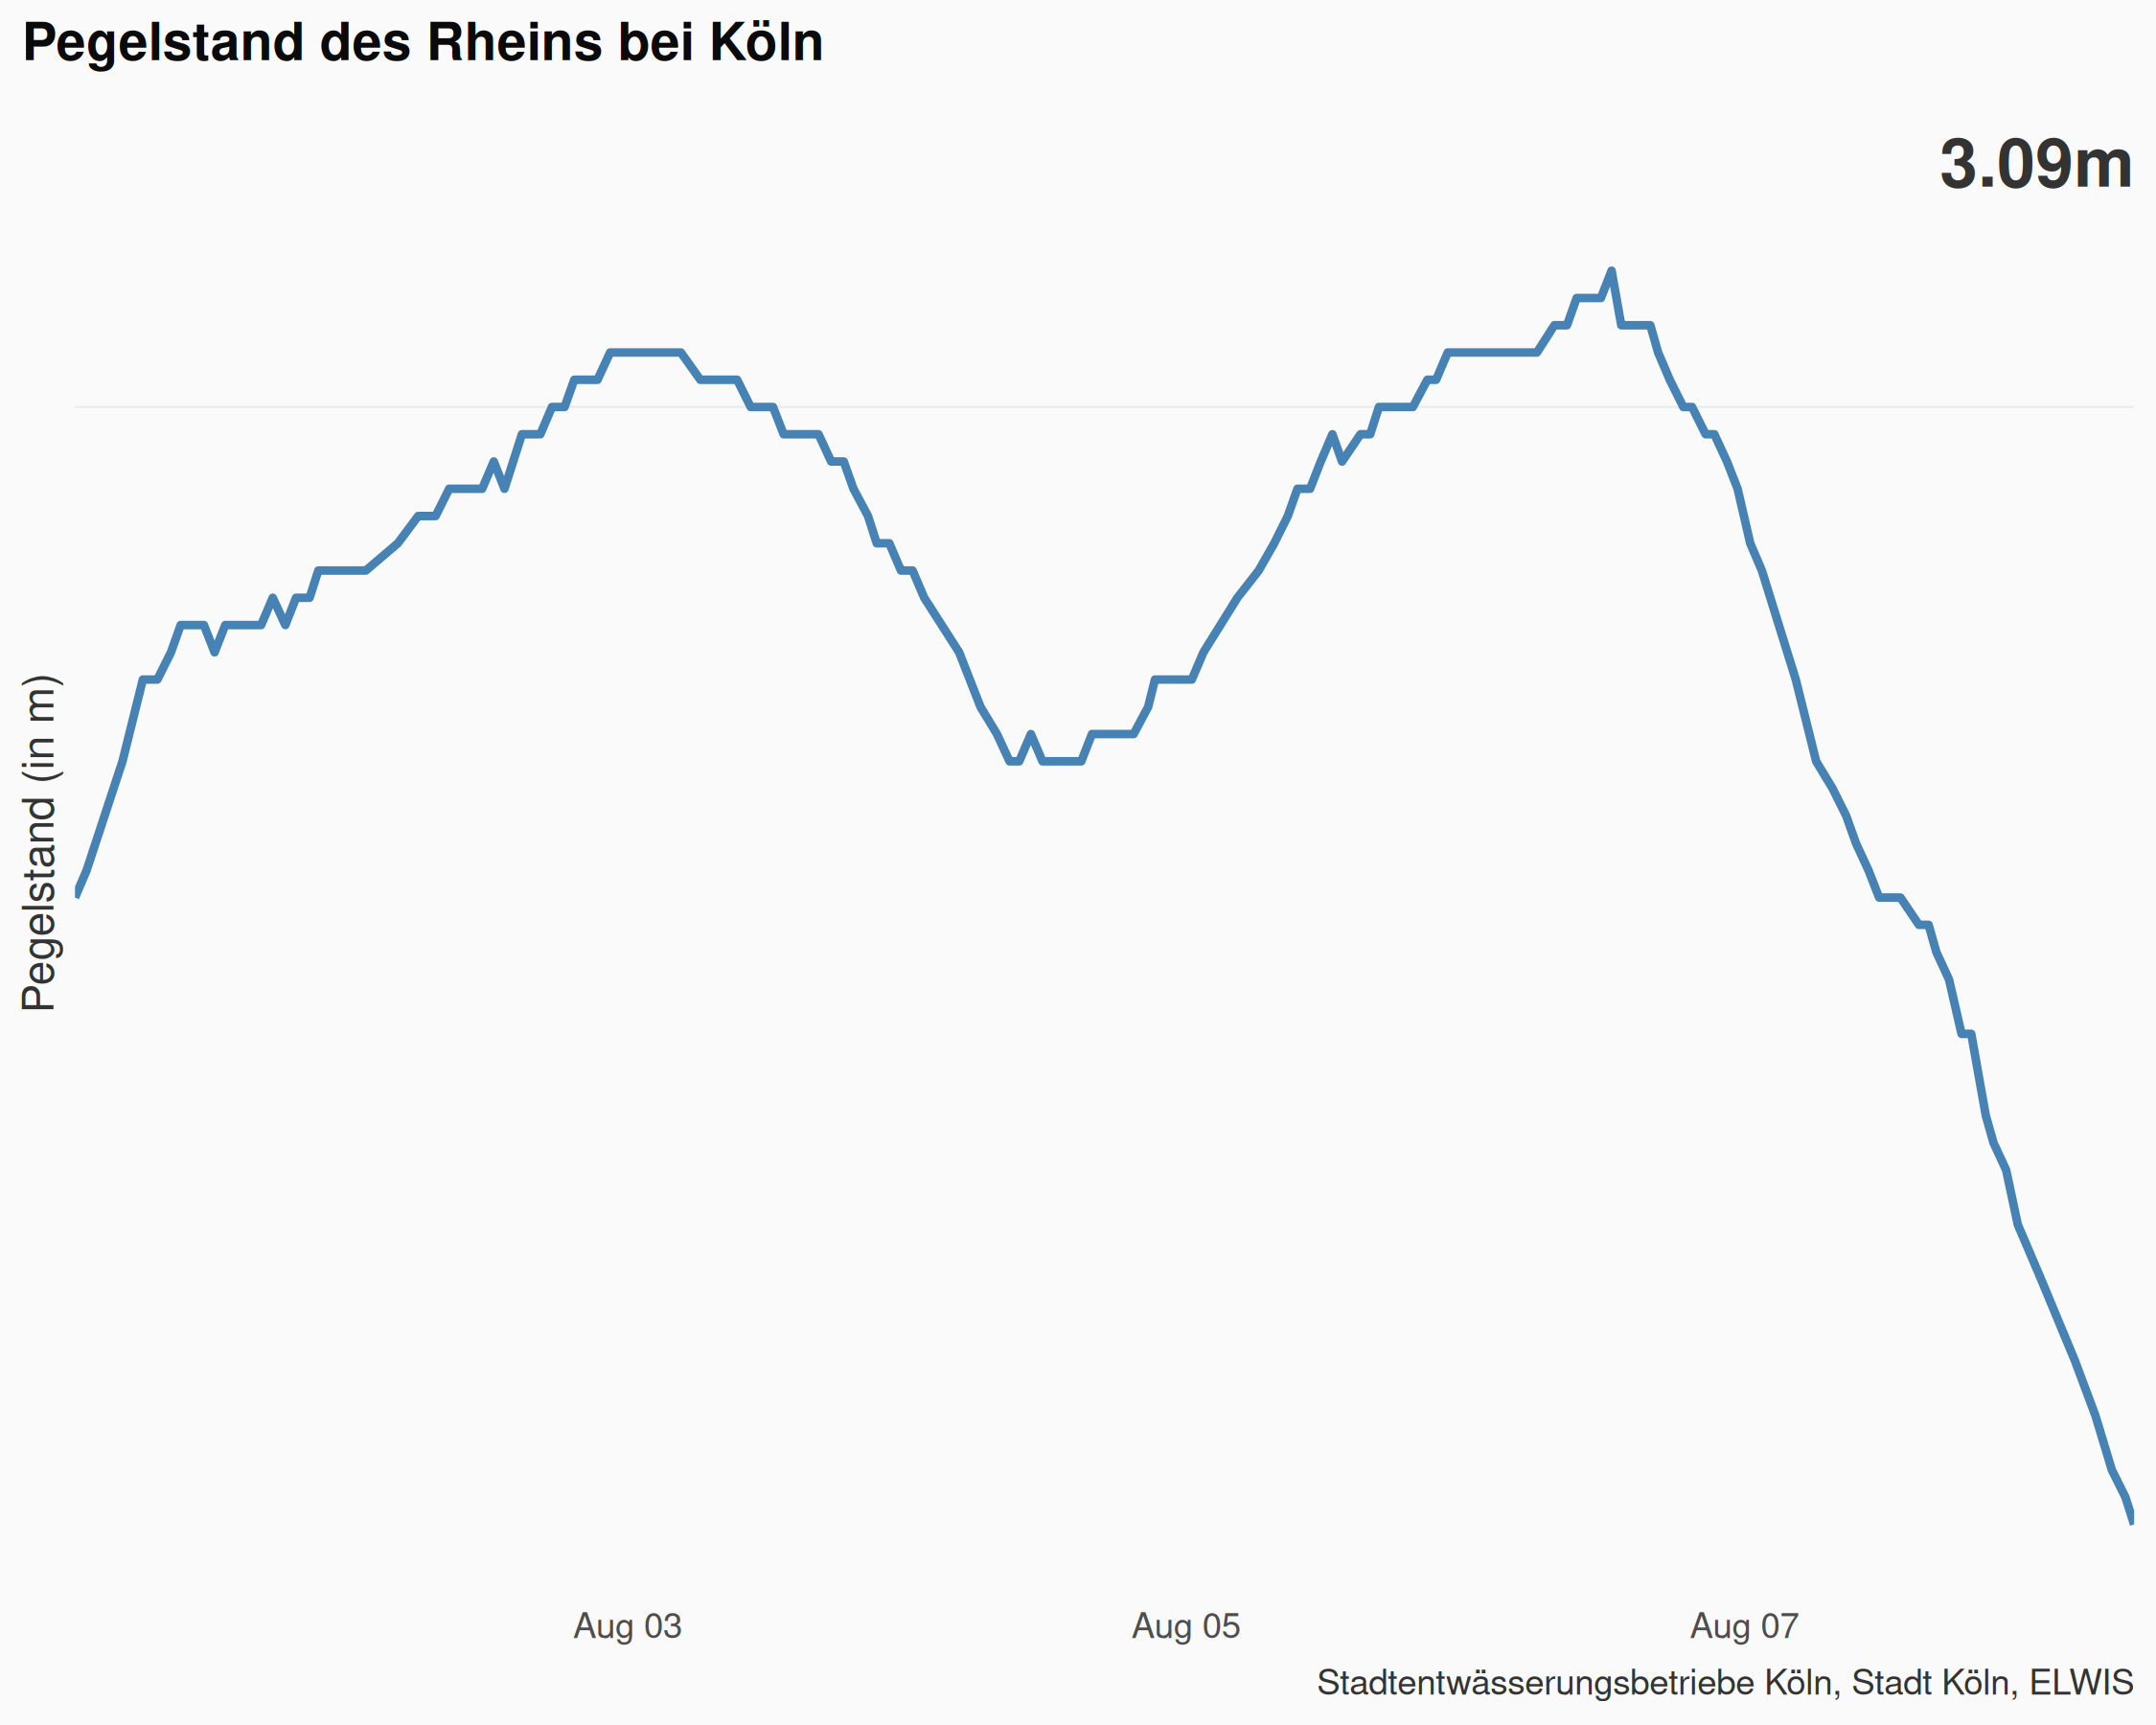 Pegelstand des Rheins bei Köln
3.09m
Pegelstand (in m)
Aug 03
Aug 05
Aug 07
Stadtentwässerungsbetriebe Köln, Stadt Köln, ELWIS